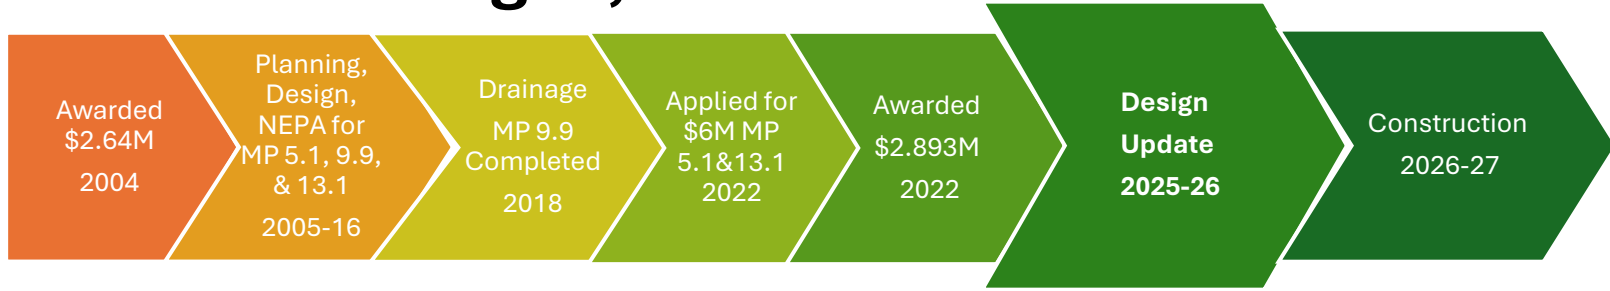 Awarded
$2.64M
2004
Planning,
Design,
NEPA for
MP 5.1, 9.9,
& 13.1
2005-16
Drainage
MP 9.9
Completed
2018
Applied for
$6M MP
5.1&13.1
2022
Awarded
$2.893M
2022
Design
Update
2025-26
Construction
2026-27